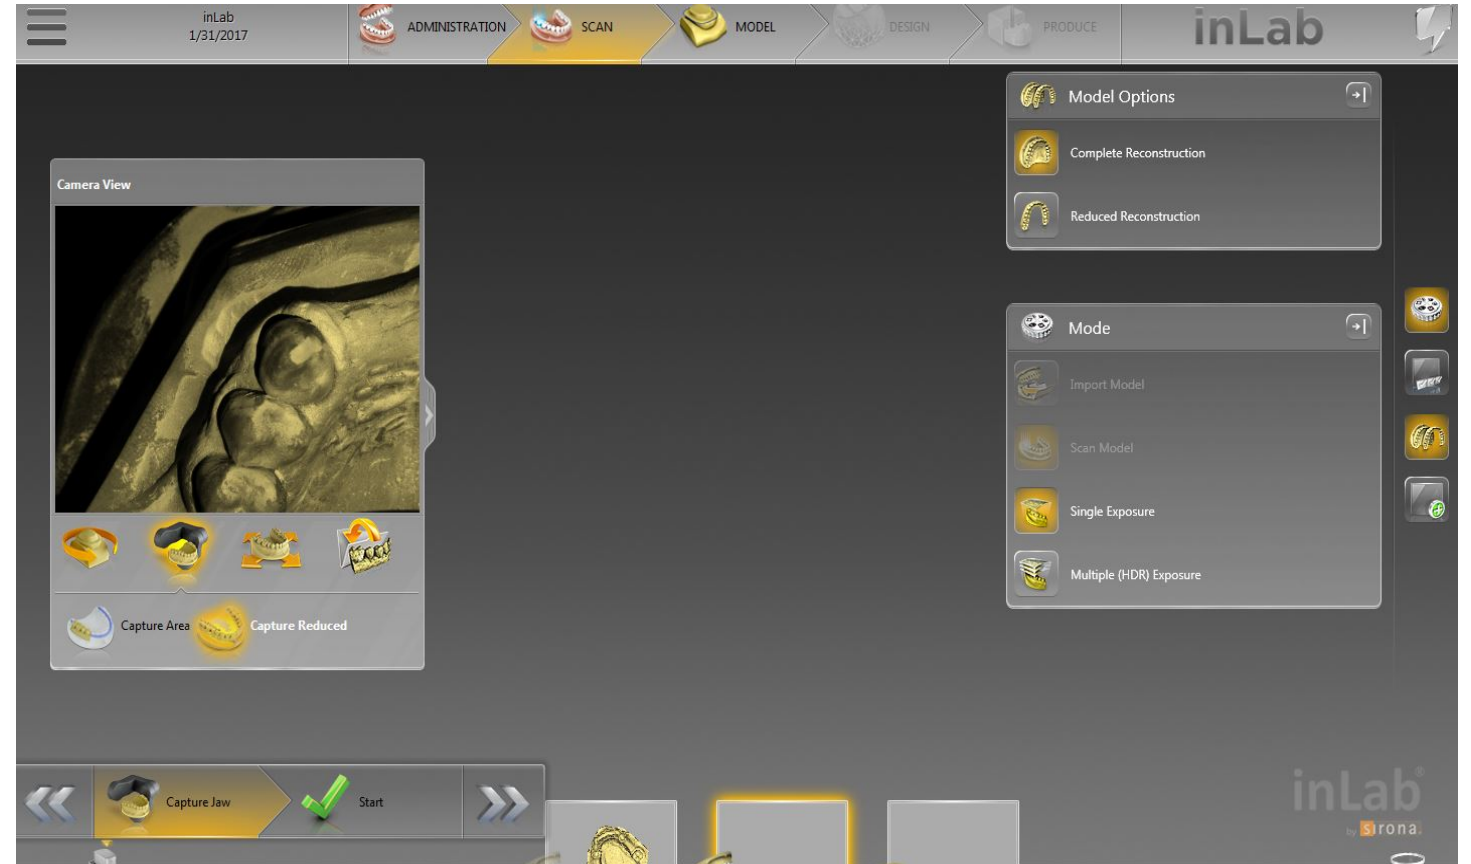 inLab
1/31/2017
ADMINISTRATION
SCAN
MODEL
DESIGN
PRODUCE
inLab
Model Options
Complete Reconstruction
Reduced Reconstruction
Camera View
Mode
Import Model
Scan Model
Single Exposure
Multiple (HDR) Exposure
Capture Area
Capture Reduced
Capture Jaw
Start
inLab®
by sirona.